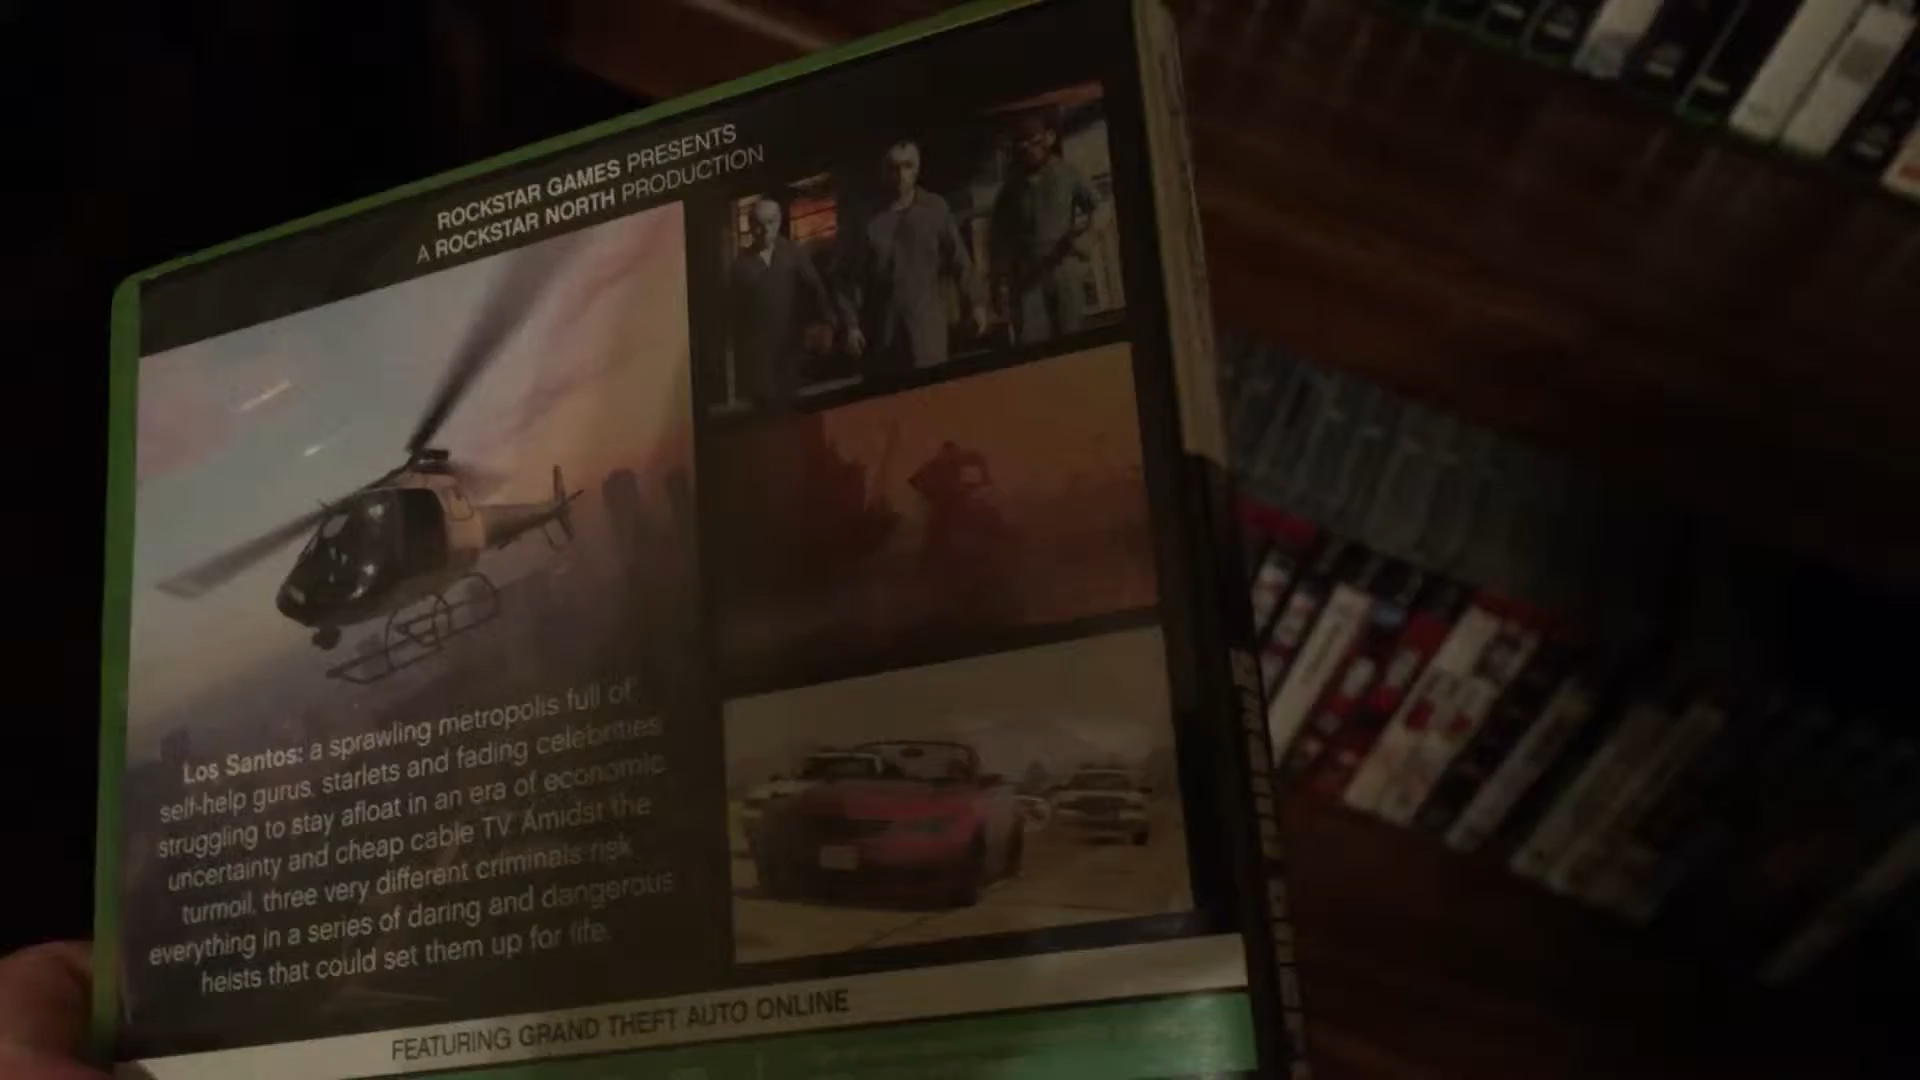 ROCKSTAR GAMES PRESENTS
A ROCKSTAR NORTH PRODUCTION
Los Santos: a sprawling metropolis full of
self-help gurus, starlets and fading celebrities
struggling to stay afloat in an era of economic
uncertainty and cheap cable TV. Amidst the
turmoil, three very different criminals risk
everything in a series of daring and dangerous
heists that could set them up for life.
FEATURING GRAND THEFT AUTO ONLINE